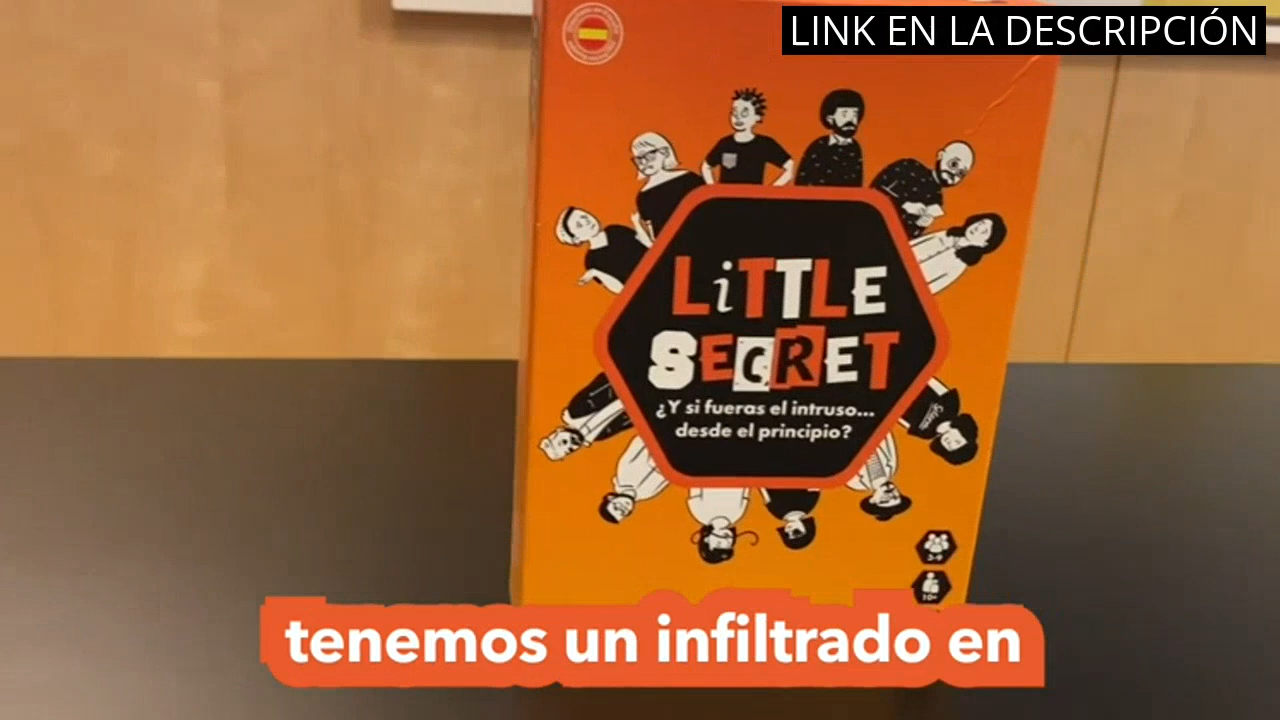 LINK EN LA DESCRIPCIÓN
LiTTLE
SECRET
¿Y si fueras el intruso...
desde el principio?
3-9
10+
tenemos un infiltrado en